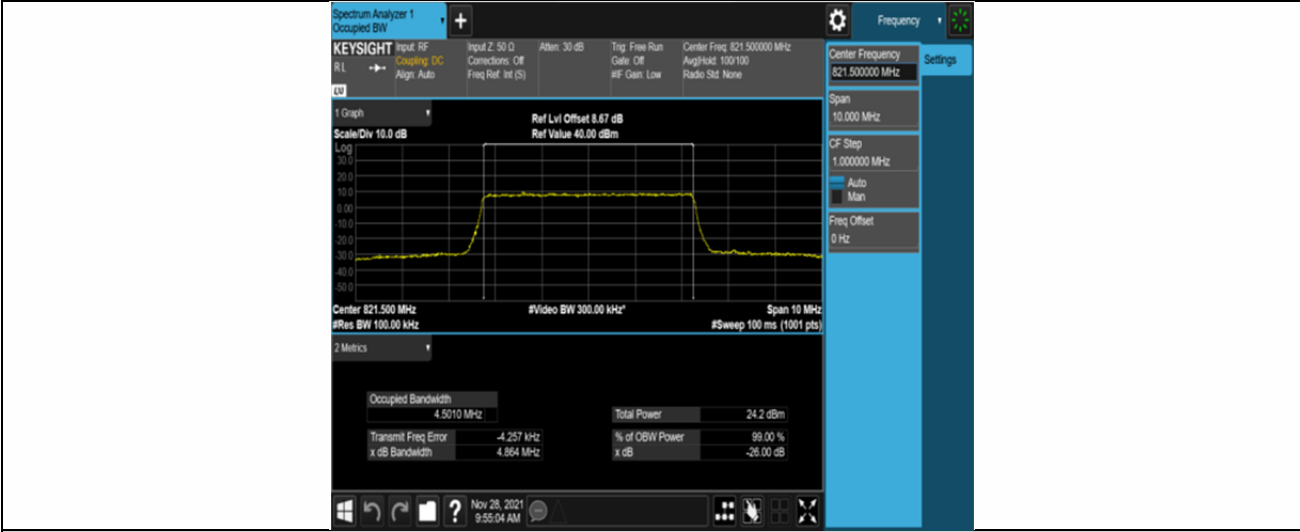 Spectrum Analyzer 1
Occupied BW
+
Frequency
KEYSIGHT
RL
LXI
Input: RF
Coupling: DC
Align: Auto
Input Z: 50 Ω
Corrections: Off
Freq Ref: Int (S)
Atten: 30 dB
Trig: Free Run
Gate: Off
#IF Gain: Low
Center Freq: 821.500000 MHz
Avg|Hold: 100/100
Radio Std: None
Center Frequency
821.500000 MHz
Settings
Span
10.000 MHz
CF Step
1.000000 MHz
Auto
Man
Freq Offset
0 Hz
1 Graph
Ref Lvl Offset 8.67 dB
Scale/Div 10.0 dB
Ref Value 40.00 dBm
Log
30.0
20.0
10.0
0.00
-10.0
-20.0
-30.0
-40.0
-50.0
Center 821.500 MHz
#Video BW 300.00 kHz*
Span 10 MHz
#Res BW 100.00 kHz
#Sweep 100 ms (1001 pts)
2 Metrics
Occupied Bandwidth
4.5010 MHz
Total Power
24.2 dBm
Transmit Freq Error
-4.257 kHz
% of OBW Power
99.00 %
x dB Bandwidth
4.864 MHz
x dB
-26.00 dB
?
Nov 28, 2021
9:55:04 AM